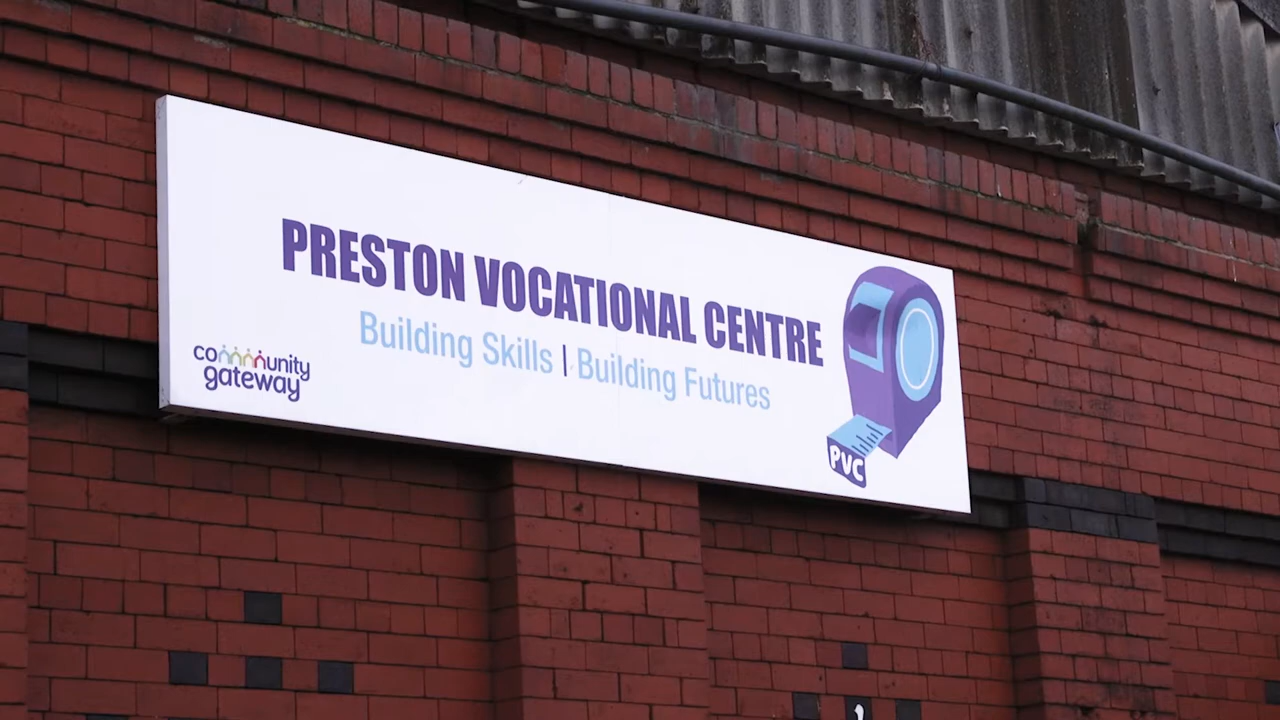 PRESTON VOCATIONAL CENTRE
Building Skills | Building Futures
community
gateway
PVC